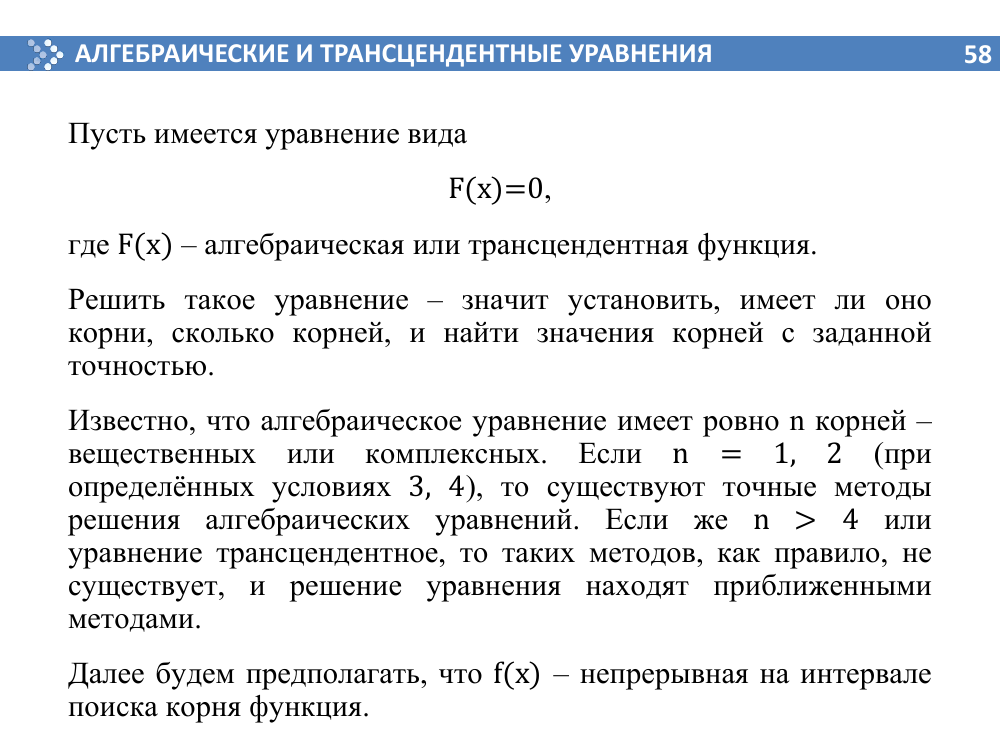 АЛГЕБРАИЧЕСКИЕ И ТРАНСЦЕНДЕНТНЫЕ УРАВНЕНИЯ
58
Пусть имеется уравнение вида
F(x)=0,
где F(x) – алгебраическая или трансцендентная функция.
Решить такое уравнение – значит установить, имеет ли оно
корни, сколько корней, и найти значения корней с заданной
точностью.
Известно, что алгебраическое уравнение имеет ровно n корней –
вещественных или комплексных. Если n = 1, 2 (при
определённых условиях 3, 4), то существуют точные методы
решения алгебраических уравнений. Если же n > 4 или
уравнение трансцендентное, то таких методов, как правило, не
существует, и решение уравнения находят приближенными
методами.
Далее будем предполагать, что f(x) – непрерывная на интервале
поиска корня функция.